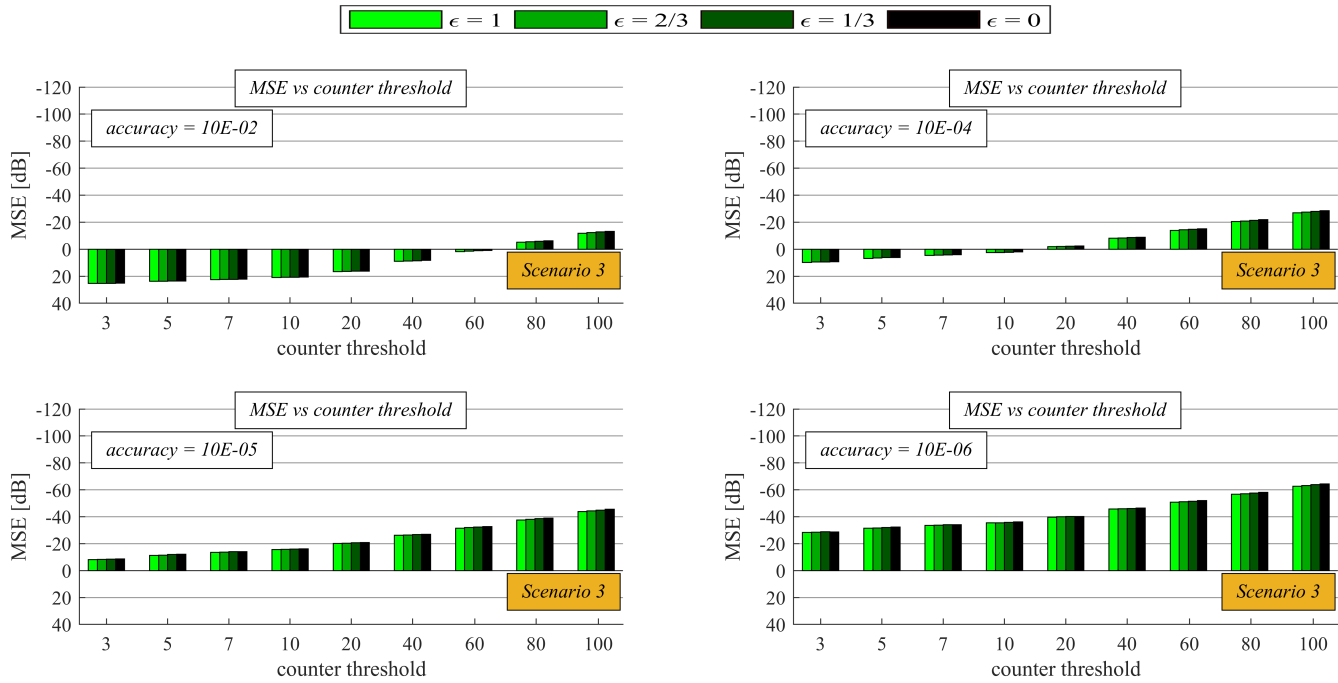 ϵ = 1 ϵ = 2/3 ϵ = 1/3 ϵ = 0
MSE vs counter threshold
accuracy = 10E-02
MSE [dB]
-120
-100
-80
-60
-40
-20
0
20
40
Scenario 3
3 5 7 10 20 40 60 80 100
counter threshold
MSE vs counter threshold
accuracy = 10E-04
MSE [dB]
-120
-100
-80
-60
-40
-20
0
20
40
Scenario 3
3 5 7 10 20 40 60 80 100
counter threshold
MSE vs counter threshold
accuracy = 10E-05
MSE [dB]
-120
-100
-80
-60
-40
-20
0
20
40
Scenario 3
3 5 7 10 20 40 60 80 100
counter threshold
MSE vs counter threshold
accuracy = 10E-06
MSE [dB]
-120
-100
-80
-60
-40
-20
0
20
40
Scenario 3
3 5 7 10 20 40 60 80 100
counter threshold